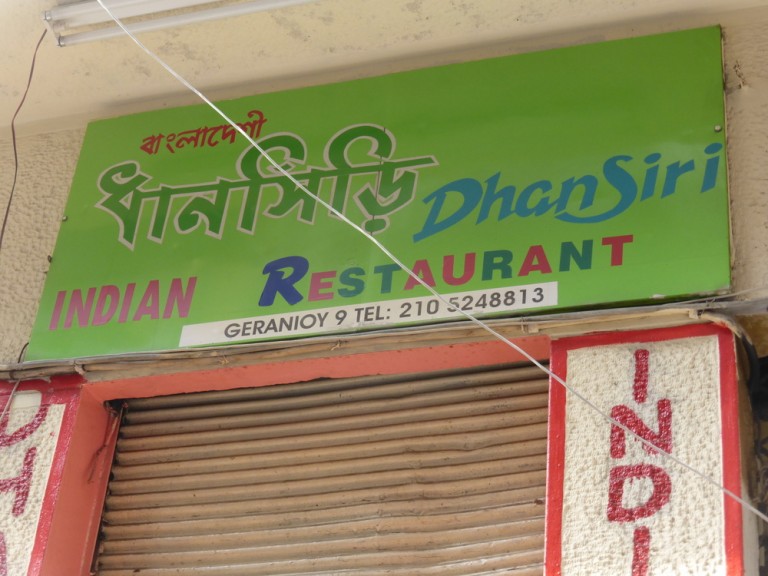 বাংলাদেশী
ধানসিঁড়ি DhanSiri
INDIAN RESTAURANT
GERANIOY 9 TEL: 210 5248813
INDI